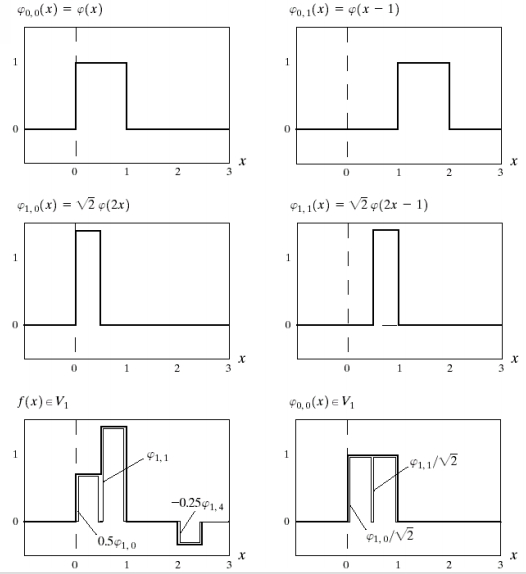 φ0,0(x) = φ(x)
φ0,1(x) = φ(x − 1)
1
0
0 1 2 3 x
1
0
0 1 2 3 x
φ1,0(x) = √2 φ(2x)
φ1,1(x) = √2 φ(2x − 1)
1
0
0 1 2 3 x
1
0
0 1 2 3 x
f(x) ∈ V1
φ0,0(x) ∈ V1
1
φ1,1
−0.25φ1,4
0
0.5φ1,0
0 1 2 3 x
1
φ1,1/√2
0
φ1,0/√2
0 1 2 3 x